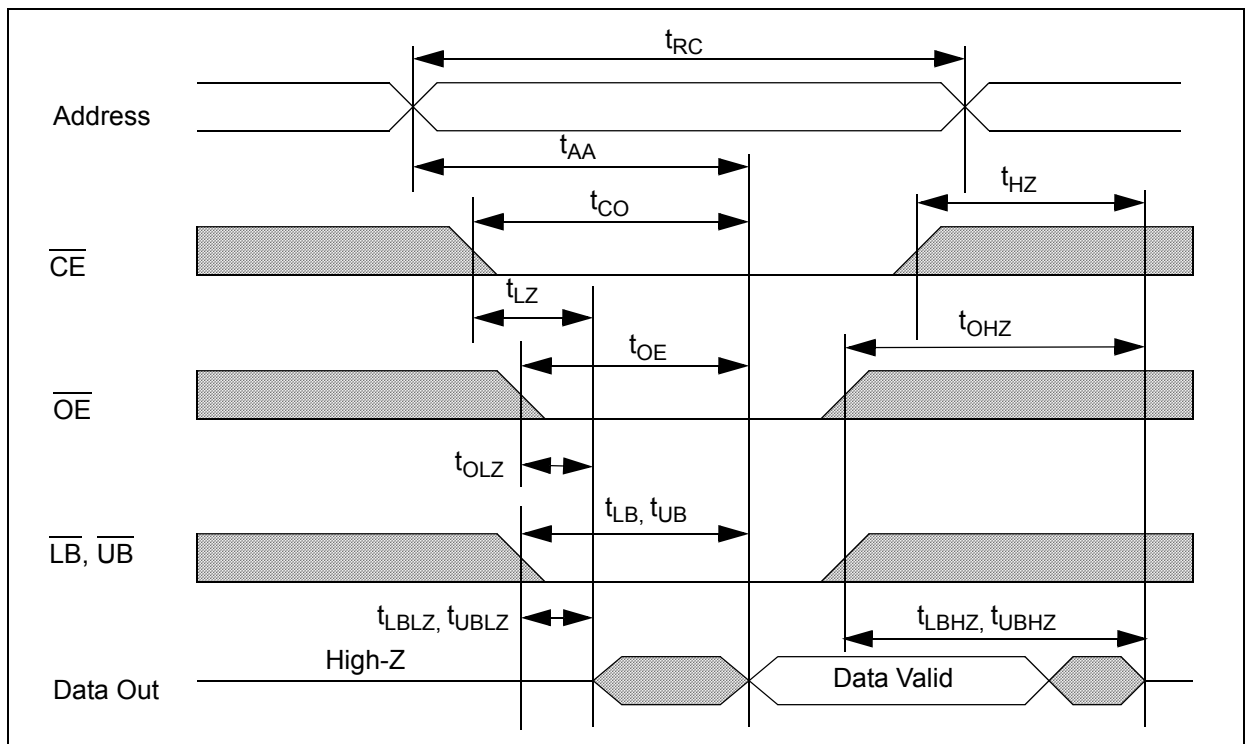 tRC
Address
tAA
tHZ
tCO
CE
tLZ
tOHZ
tOE
OE
tOLZ
tLB, tUB
LB, UB
tLBLZ, tUBLZ
tLBHZ, tUBHZ
High-Z
Data Valid
Data Out